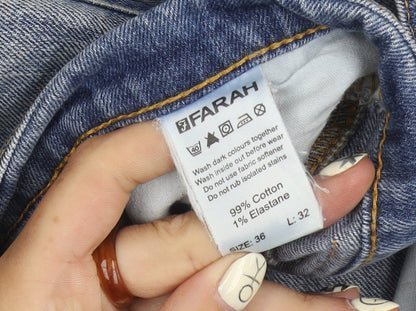 FARAH
40
Wash dark colours together
Wash inside out before wear
Do not use fabric softener
Do not rub isolated stains
99% Cotton
1% Elastane
SIZE: 36 L: 32